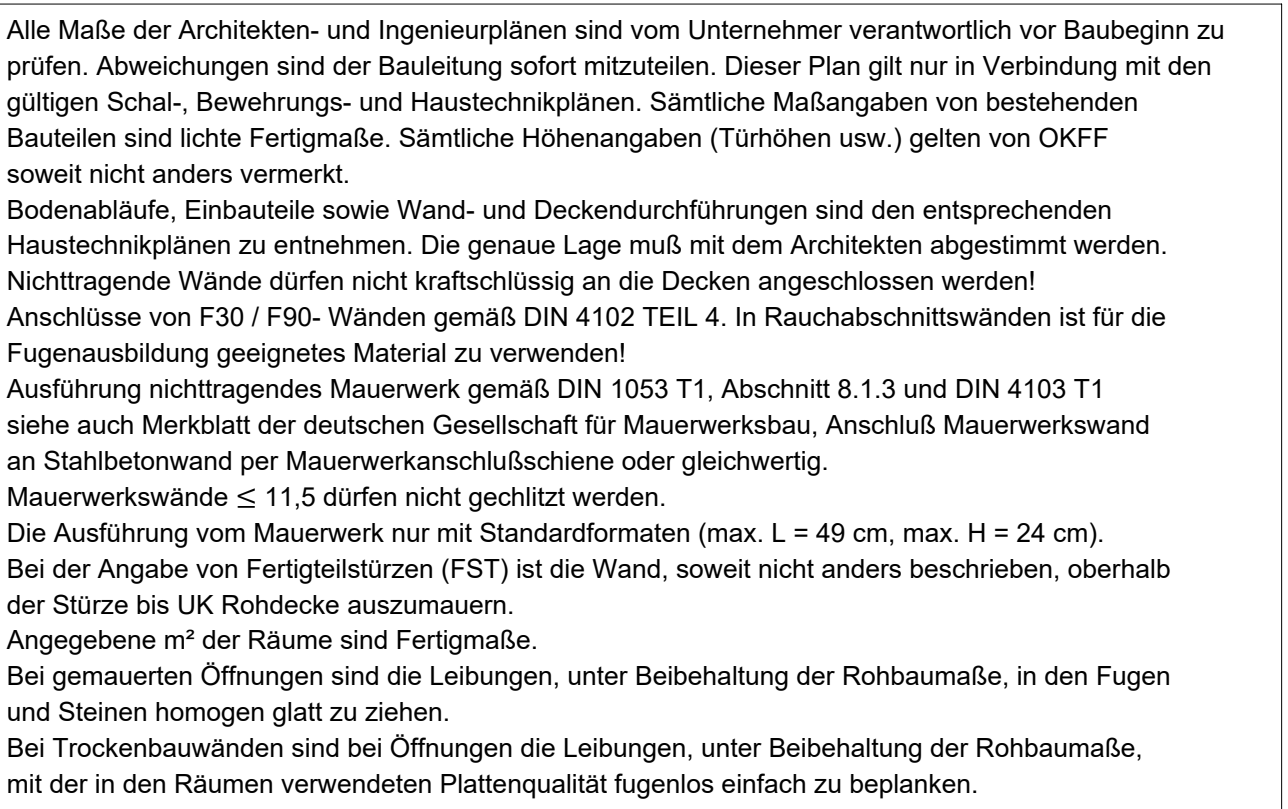 Alle Maße der Architekten- und Ingenieurplänen sind vom Unternehmer verantwortlich vor Baubeginn zu
prüfen. Abweichungen sind der Bauleitung sofort mitzuteilen. Dieser Plan gilt nur in Verbindung mit den
gültigen Schal-, Bewehrungs- und Haustechnikplänen. Sämtliche Maßangaben von bestehenden
Bauteilen sind lichte Fertigmaße. Sämtliche Höhenangaben (Türhöhen usw.) gelten von OKFF
soweit nicht anders vermerkt.
Bodenabläufe, Einbauteile sowie Wand- und Deckendurchführungen sind den entsprechenden
Haustechnikplänen zu entnehmen. Die genaue Lage muß mit dem Architekten abgestimmt werden.
Nichttragende Wände dürfen nicht kraftschlüssig an die Decken angeschlossen werden!
Anschlüsse von F30 / F90- Wänden gemäß DIN 4102 TEIL 4. In Rauchabschnittswänden ist für die
Fugenausbildung geeignetes Material zu verwenden!
Ausführung nichttragendes Mauerwerk gemäß DIN 1053 T1, Abschnitt 8.1.3 und DIN 4103 T1
siehe auch Merkblatt der deutschen Gesellschaft für Mauerwerksbau, Anschluß Mauerwerkswand
an Stahlbetonwand per Mauerwerkanschlußschiene oder gleichwertig.
Mauerwerkswände ≤ 11,5 dürfen nicht gechlitzt werden.
Die Ausführung vom Mauerwerk nur mit Standardformaten (max. L = 49 cm, max. H = 24 cm).
Bei der Angabe von Fertigteilstürzen (FST) ist die Wand, soweit nicht anders beschrieben, oberhalb
der Stürze bis UK Rohdecke auszumauern.
Angegebene m² der Räume sind Fertigmaße.
Bei gemauerten Öffnungen sind die Leibungen, unter Beibehaltung der Rohbaumaße, in den Fugen
und Steinen homogen glatt zu ziehen.
Bei Trockenbauwänden sind bei Öffnungen die Leibungen, unter Beibehaltung der Rohbaumaße,
mit der in den Räumen verwendeten Plattenqualität fugenlos einfach zu beplanken.